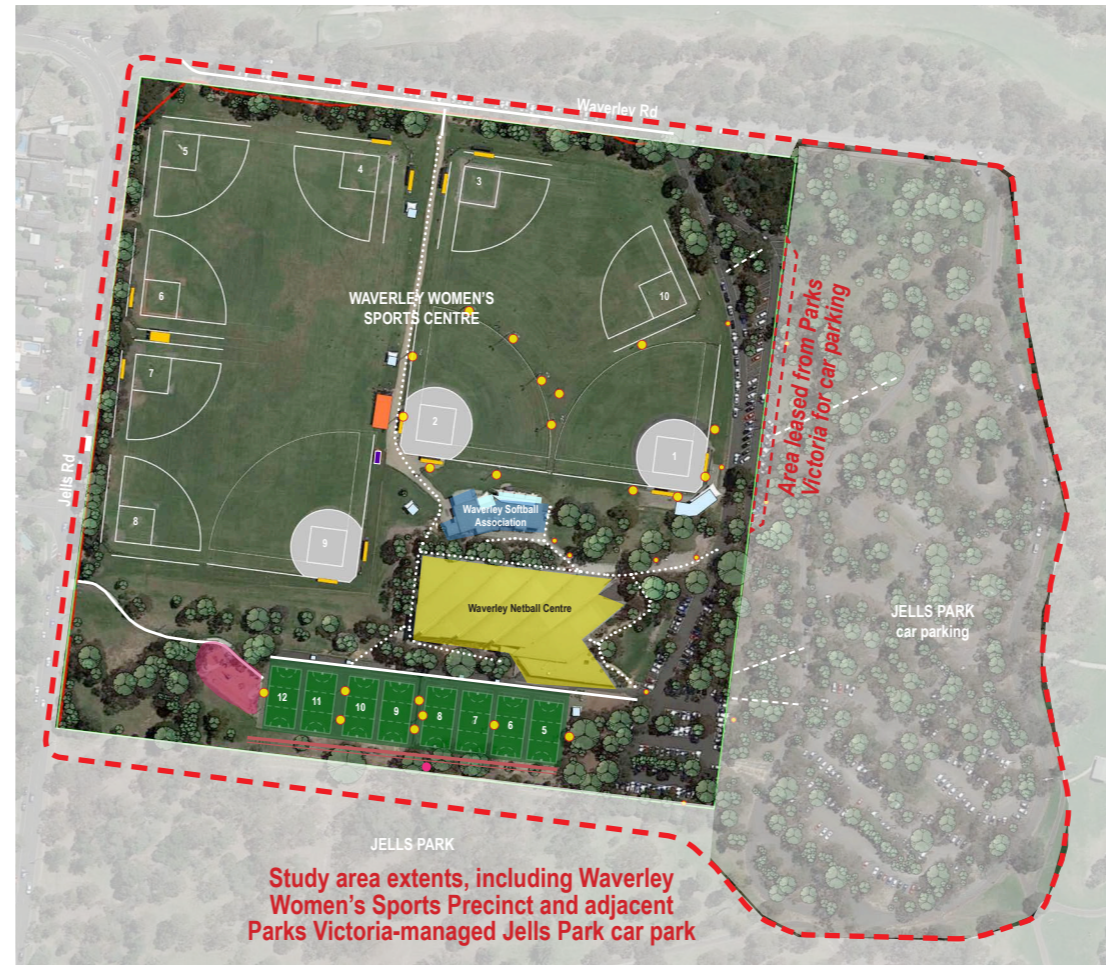 Waverley Rd
5
4
3
10
6
7
8
9
2
1
WAVERLEY WOMEN'S
SPORTS CENTRE
Jells Rd
Area leased from Parks
Victoria for car parking
Waverley Softball
Association
Waverley Netball Centre
JELLS PARK
car parking
12
11
10
9
8
7
6
5
JELLS PARK
Study area extents, including Waverley
Women's Sports Precinct and adjacent
Parks Victoria-managed Jells Park car park